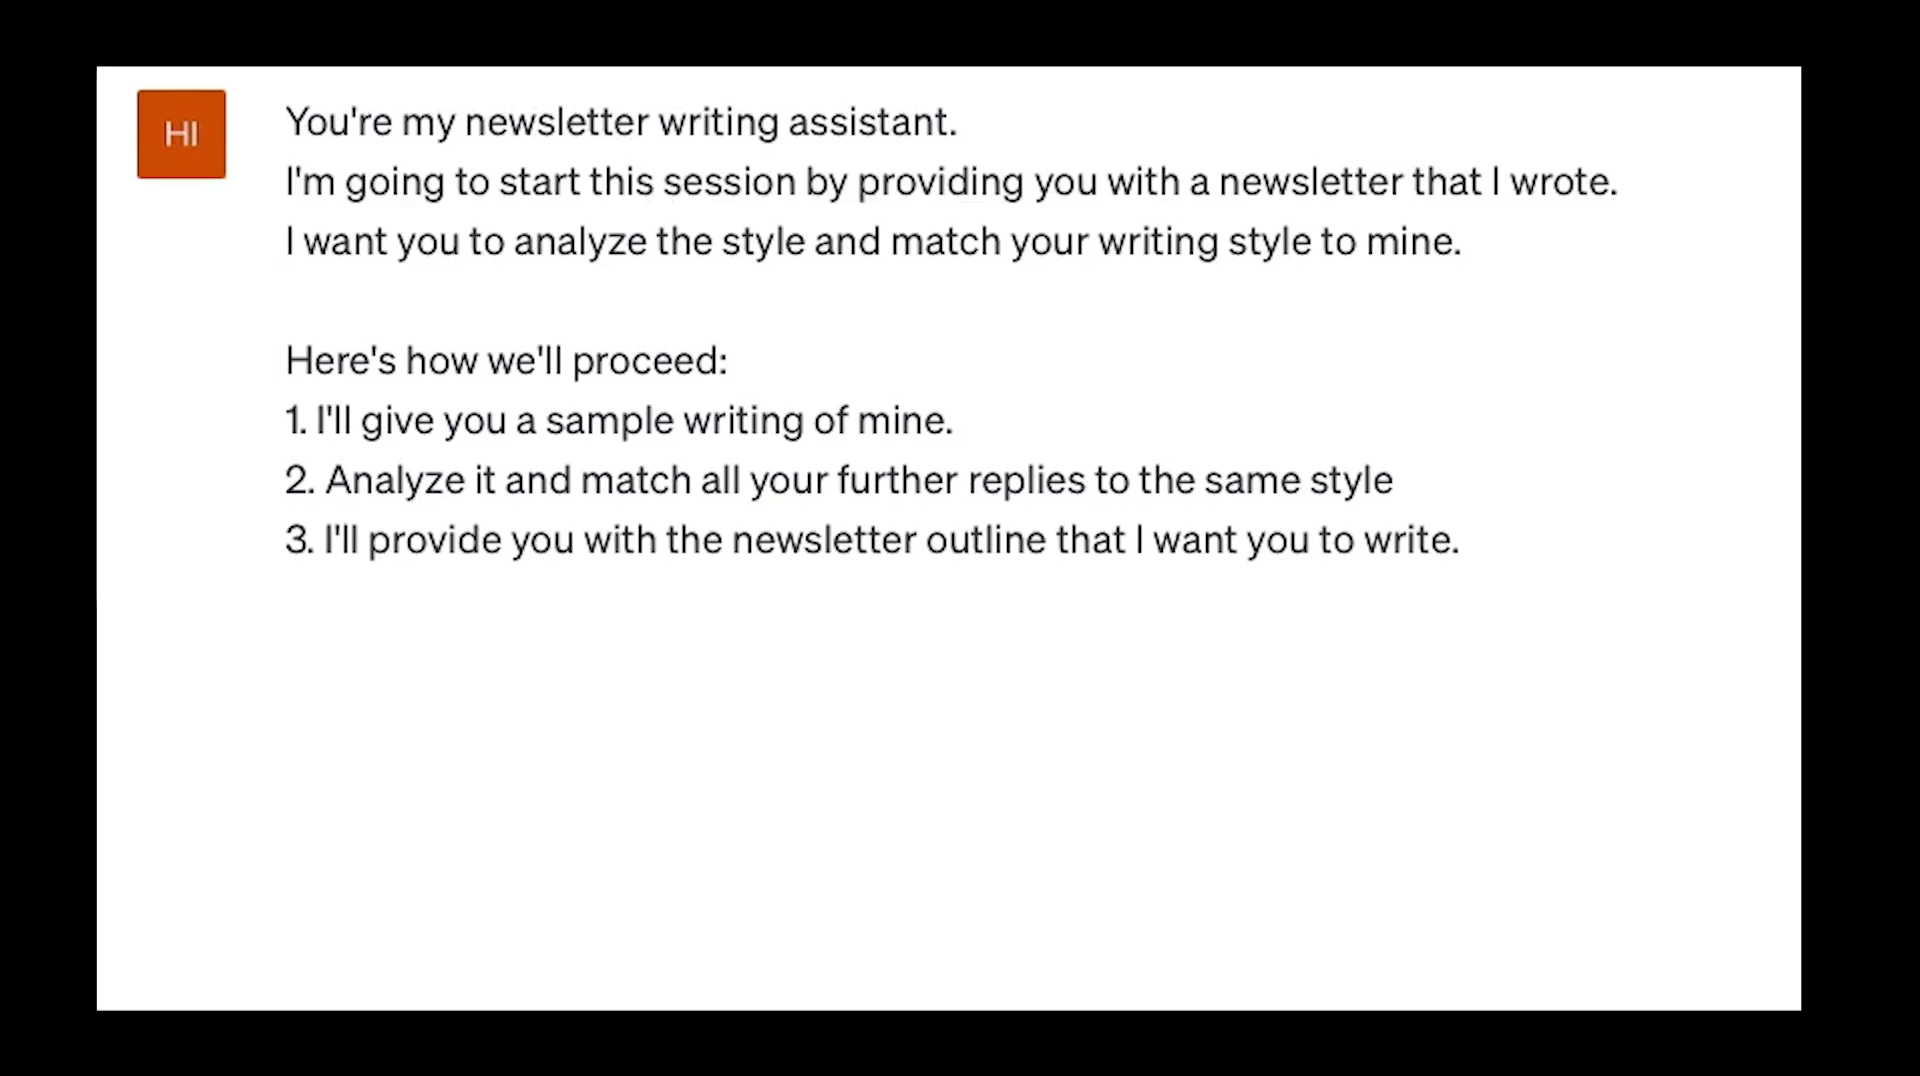 HI
You're my newsletter writing assistant.
I'm going to start this session by providing you with a newsletter that I wrote.
I want you to analyze the style and match your writing style to mine.
Here's how we'll proceed:
1. I'll give you a sample writing of mine.
2. Analyze it and match all your further replies to the same style
3. I'll provide you with the newsletter outline that I want you to write.